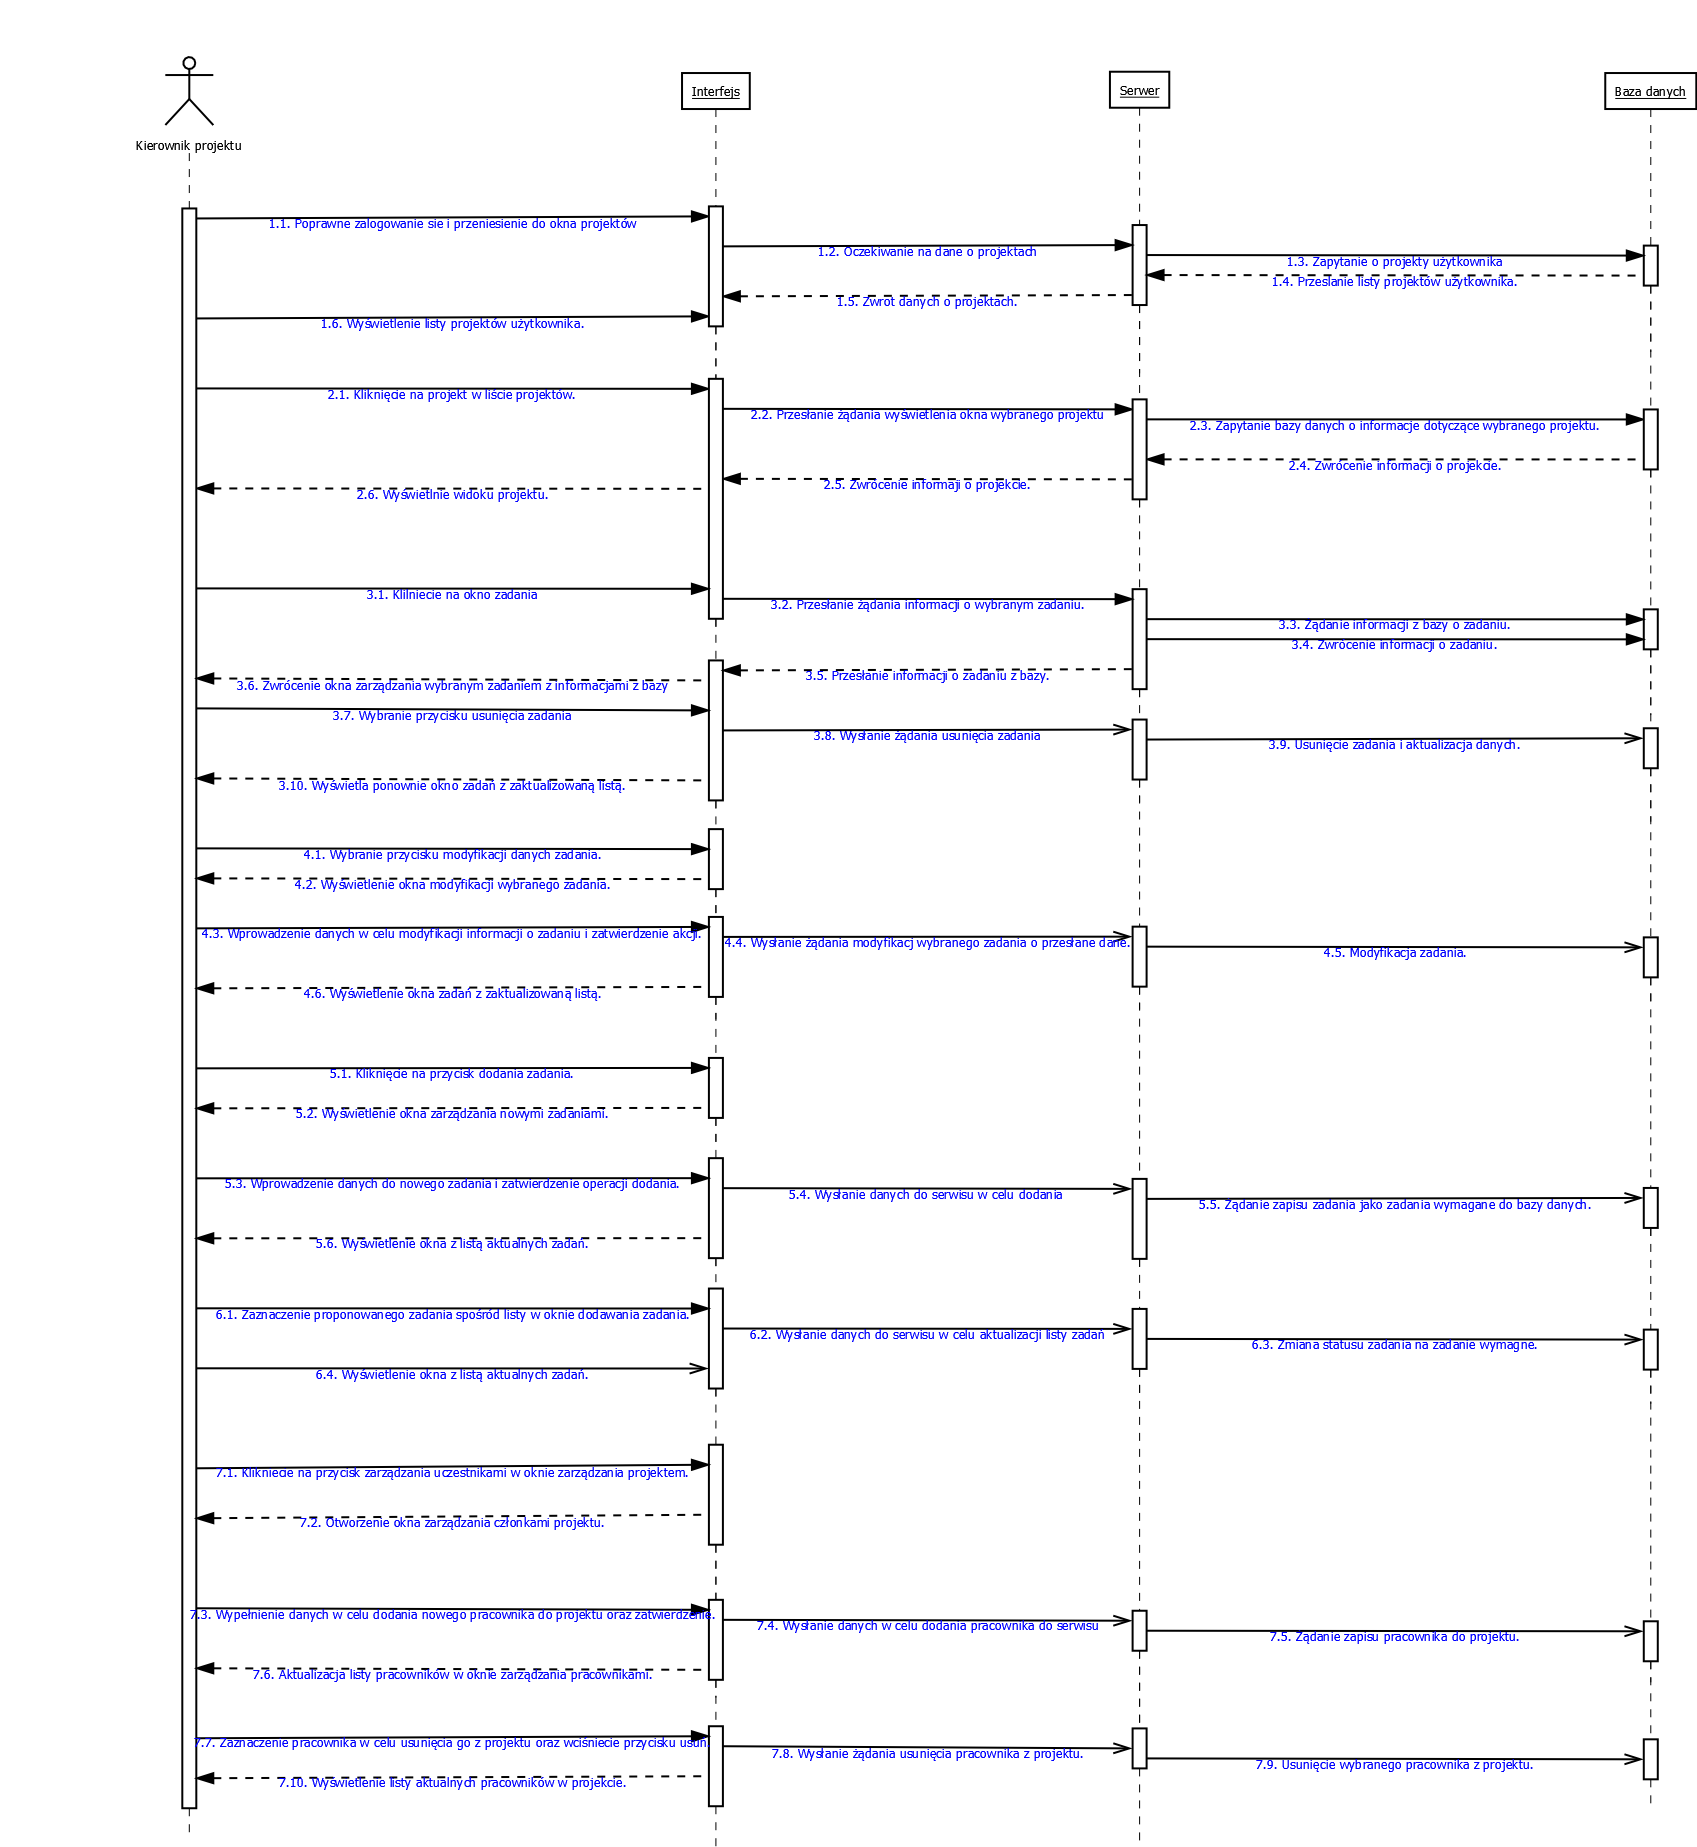 Interfejs
Serwer
Baza danych
Kierownik projektu
1.1. Poprawne zalogowanie sie i przeniesienie do okna projektów
1.2. Oczekiwanie na dane o projektach
1.3. Zapytanie o projekty użytkownika
1.4. Przeslanie listy projektów użytkownika.
1.5. Zwrot danych o projektach.
1.6. Wyświetlenie listy projektów użytkownika.
2.1. Kliknięcie na projekt w liście projektów.
2.2. Przesłanie żądania wyświetlenia okna wybranego projektu
2.3. Zapytanie bazy danych o informacje dotyczące wybranego projektu.
2.4. Zwrócenie informacji o projekcie.
2.5. Zwrócenie informaji o projekcie.
2.6. Wyświetlnie widoku projektu.
3.1. Klilniecie na okno zadania
3.2. Przesłanie żądania informacji o wybranym zadaniu.
3.3. Żądanie informacji z bazy o zadaniu.
3.4. Zwrócenie informacji o zadaniu.
3.5. Przesłanie informacji o zadaniu z bazy.
3.6. Zwrócenie okna zarządzania wybranym zadaniem z informacjami z bazy
3.7. Wybranie przycisku usunięcia zadania
3.8. Wysłanie żądania usunięcia zadania
3.9. Usunięcie zadania i aktualizacja danych.
3.10. Wyświetla ponownie okno zadań z zaktualizowaną listą.
4.1. Wybranie przycisku modyfikacji danych zadania.
4.2. Wyświetlenie okna modyfikacji wybranego zadania.
4.3. Wprowadzenie danych w celu modyfikacji informacji o zadaniu i zatwierdzenie akcji.
4.4. Wysłanie żądania modyfikacj wybranego zadania o przesłane dane.
4.5. Modyfikacja zadania.
4.6. Wyświetlenie okna zadań z zaktualizowaną listą.
5.1. Kliknięcie na przycisk dodania zadania.
5.2. Wyświetlenie okna zarządzania nowymi zadaniami.
5.3. Wprowadzenie danych do nowego zadania i zatwierdzenie operacji dodania.
5.4. Wysłanie danych do serwisu w celu dodania
5.5. Żądanie zapisu zadania jako zadania wymagane do bazy danych.
5.6. Wyświetlenie okna z listą aktualnych zadań.
6.1. Zaznaczenie proponowanego zadania spośród listy w oknie dodawania zadania.
6.2. Wysłanie danych do serwisu w celu aktualizacji listy zadań
6.3. Zmiana statusu zadania na zadanie wymagne.
6.4. Wyświetlenie okna z listą aktualnych zadań.
7.1. Klikniecie na przycisk zarządzania uczestnikami w oknie zarządzania projektem.
7.2. Otworzenie okna zarządzania członkami projektu.
7.3. Wypełnienie danych w celu dodania nowego pracownika do projektu oraz zatwierdzenie.
7.4. Wysłanie danych w celu dodania pracownika do serwisu
7.5. Żądanie zapisu pracownika do projektu.
7.6. Aktualizacja listy pracowników w oknie zarządzania pracownikami.
7.7. Zaznaczenie pracownika w celu usunięcia go z projektu oraz wciśniecie przycisku usuń.
7.8. Wysłanie żądania usunięcia pracownika z projektu.
7.9. Usunięcie wybranego pracownika z projektu.
7.10. Wyświetlenie listy aktualnych pracowników w projekcie.